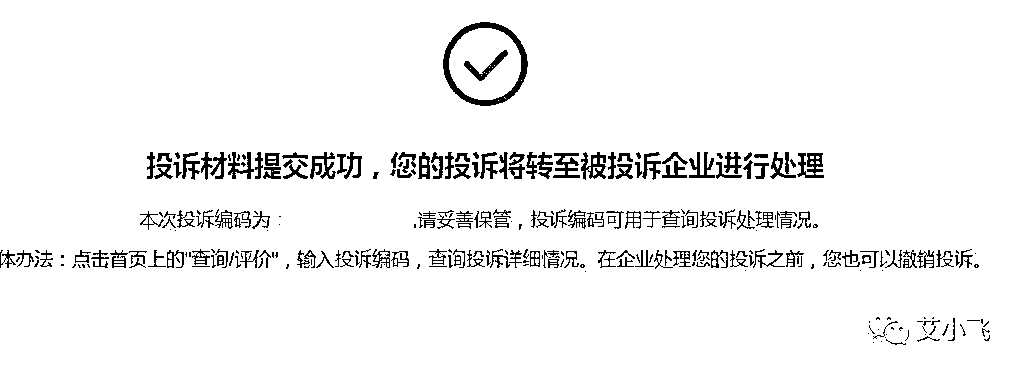 投诉材料提交成功，您的投诉将转至被投诉企业进行处理
本次投诉编码为： ,请妥善保管，投诉编码可用于查询投诉处理情况。
体办法：点击首页上的"查询/评价"，输入投诉编码，查询投诉详细情况。在企业处理您的投诉之前，您也可以撤销投诉。
艾小飞